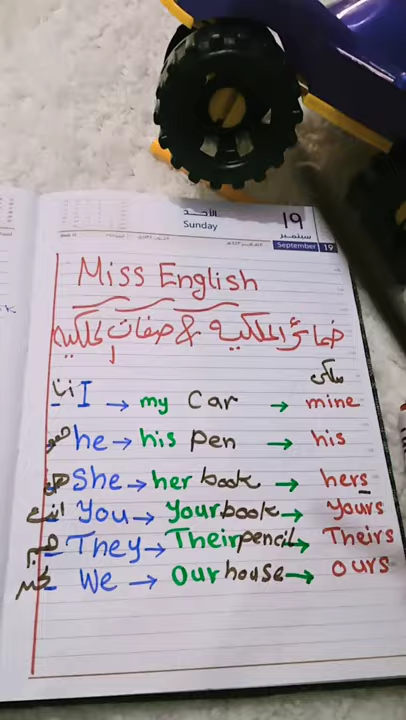 الأحد
Sunday
١٩
سبتمبر
September 19
Miss English
ضمائر الملكية & صفات الملكيه
ملكي
أنا I → my car → mine
هو he → his pen → his
هي She → her book → hers
انت You → Your book → yours
هم They → Their pencil → Theirs
نحن We → our house → ours